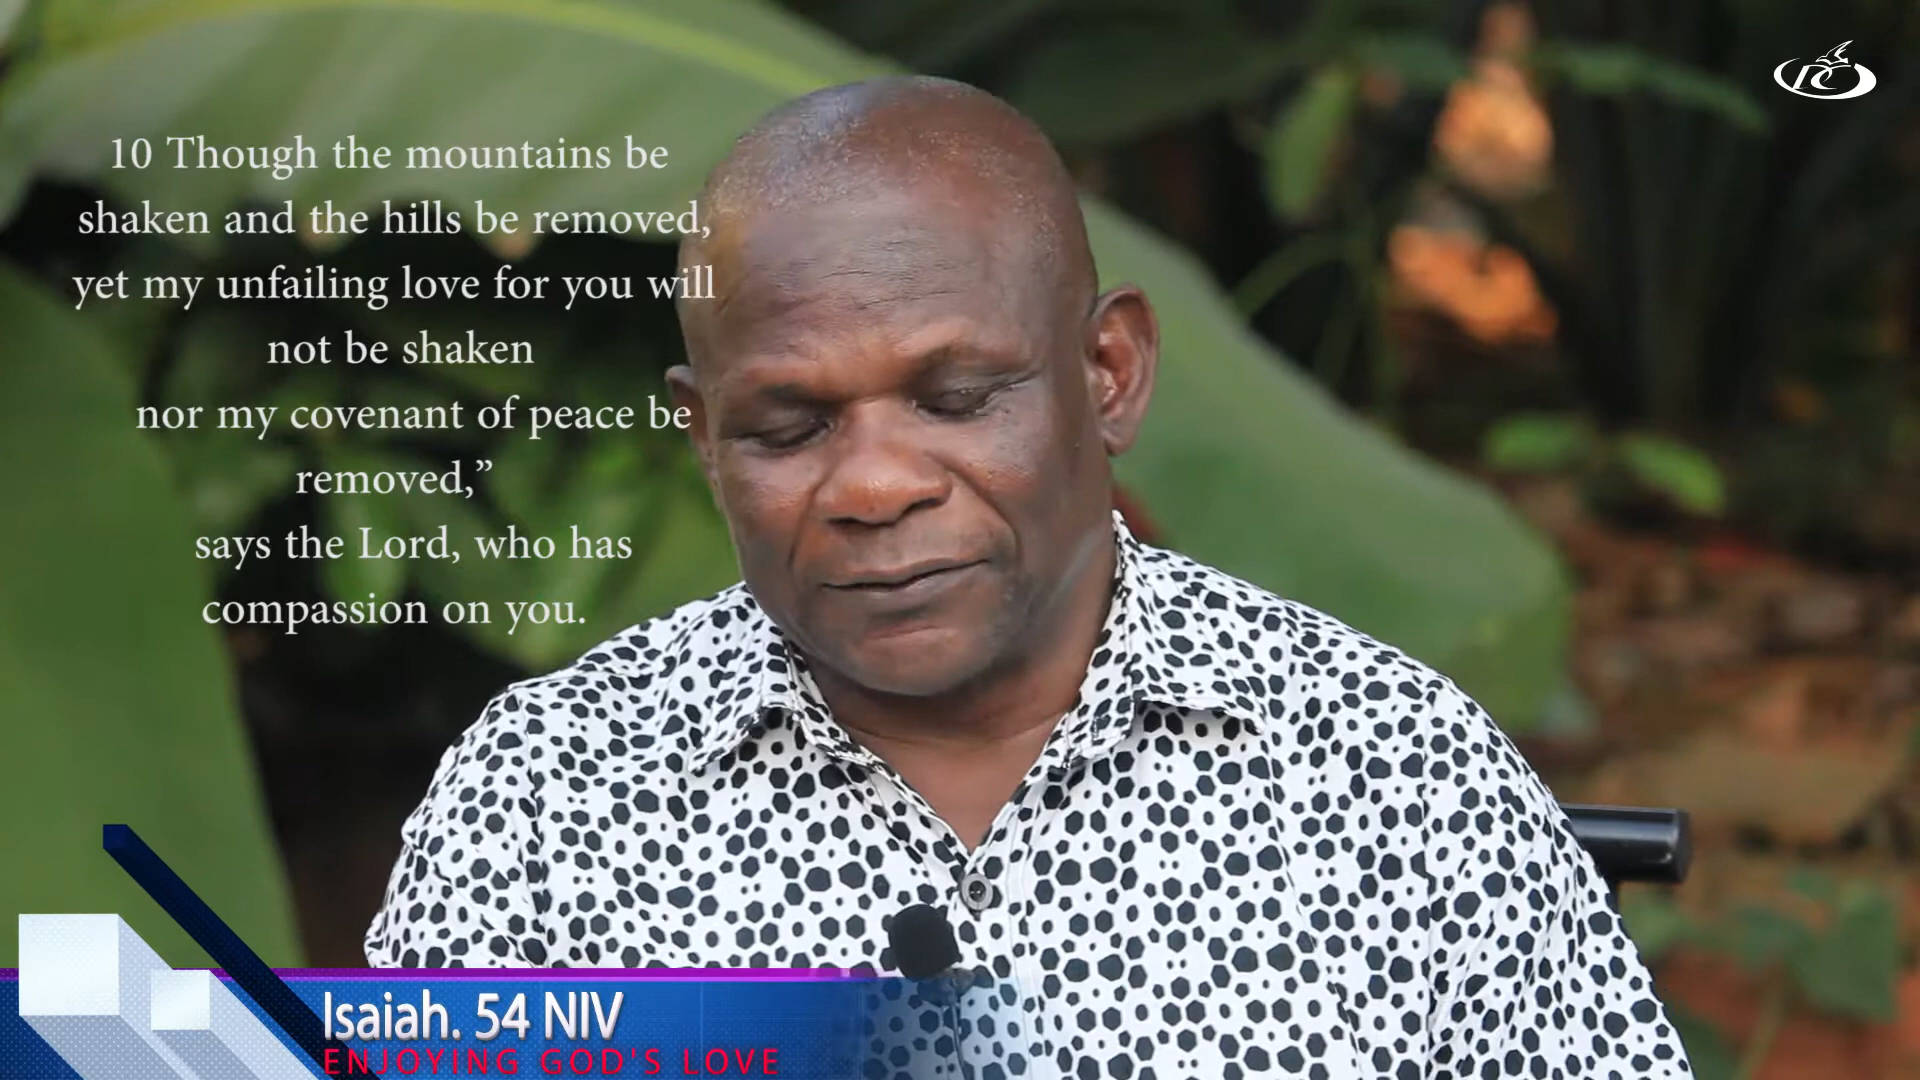 10 Though the mountains be
shaken and the hills be removed,
yet my unfailing love for you will
not be shaken
nor my covenant of peace be
removed,”
says the Lord, who has
compassion on you.
Isaiah. 54 NIV
ENJOYING GOD'S LOVE